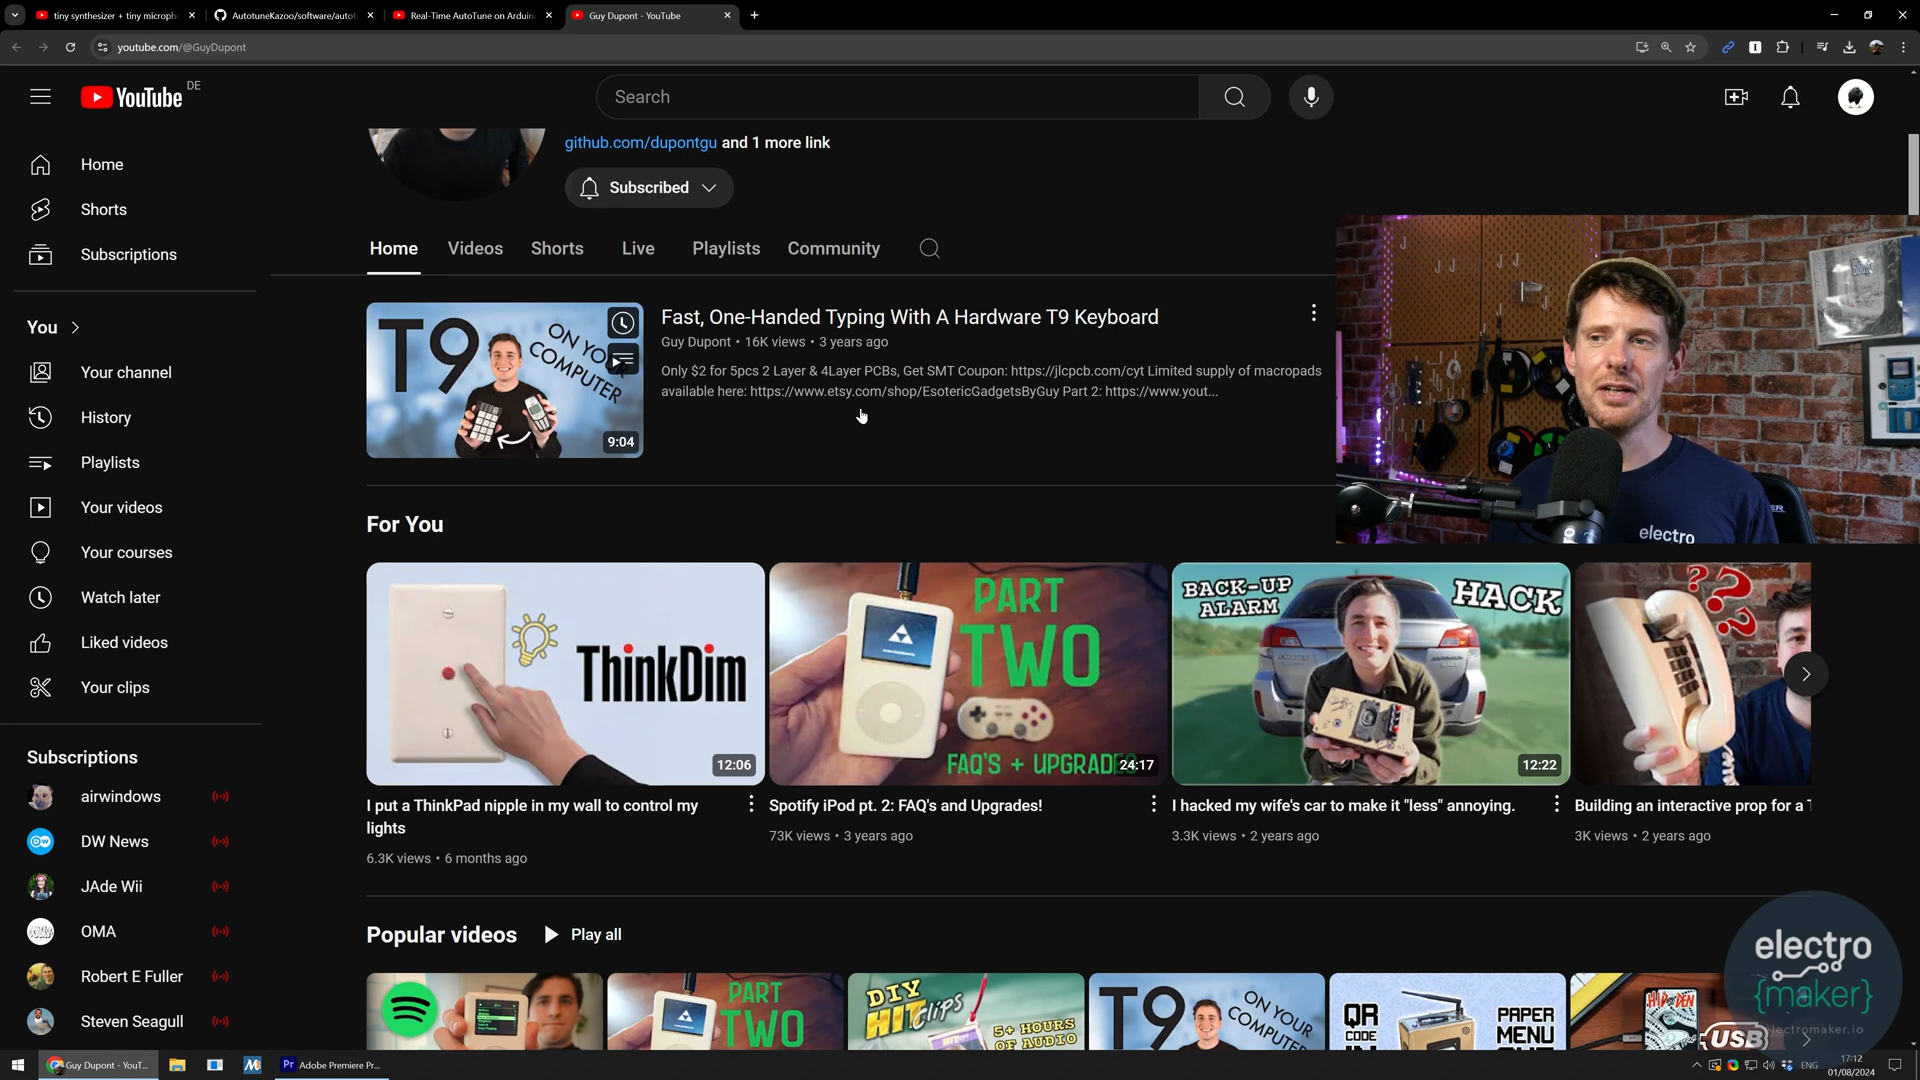 tiny synthesizer + tiny microph
AutotuneKazoo/software/auto
Real-Time AutoTune on Arduin
Guy Dupont - YouTube
youtube.com/@GuyDupont
YouTube DE
Search
github.com/dupontgu and 1 more link
Subscribed
Home
Shorts
Subscriptions
You
Your channel
History
Playlists
Your videos
Your courses
Watch later
Liked videos
Your clips
Subscriptions
airwindows
DW News
JAde Wii
OMA
Robert E Fuller
Steven Seagull
Home Videos Shorts Live Playlists Community
T9
ON YOUR
COMPUTER
9:04
Fast, One-Handed Typing With A Hardware T9 Keyboard
Guy Dupont • 16K views • 3 years ago
Only $2 for 5pcs 2 Layer & 4Layer PCBs, Get SMT Coupon: https://jlcpcb.com/cyt Limited supply of macropads
available here: https://www.etsy.com/shop/EsotericGadgetsByGuy Part 2: https://www.yout...
electro
For You
ThinkDim
12:06
I put a ThinkPad nipple in my wall to control my
lights
6.3K views • 6 months ago
PART
TWO
FAQ'S + UPGRADE
24:17
Spotify iPod pt. 2: FAQ's and Upgrades!
73K views • 3 years ago
BACK-UP
ALARM
HACK
12:22
I hacked my wife's car to make it "less" annoying.
3.3K views • 2 years ago
???
Building an interactive prop for a
3K views • 2 years ago
Popular videos
Play all
PART
TWO
DIY
HIT Clips
5+ HOURS
OF AUDIO
T9
ON YOUR
COMPUTER
QR
CODE
PAPER
MENU
USB
electro
{maker}
electromaker.io
Guy Dupont - YouT...
Pr
Adobe Premiere Pr...
ENG
17:12
01/08/2024